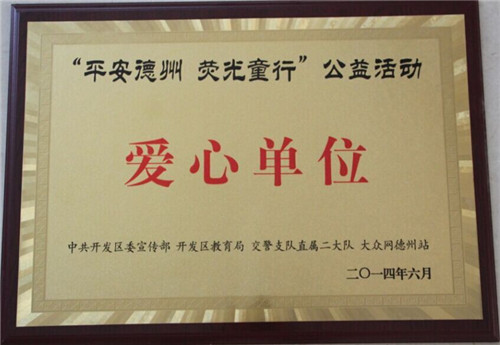 “平安德州 荧光童行”公益活动
爱心单位
中共开发区委宣传部 开发区教育局 交警支队直属二大队 大众网德州站
二〇一四年六月